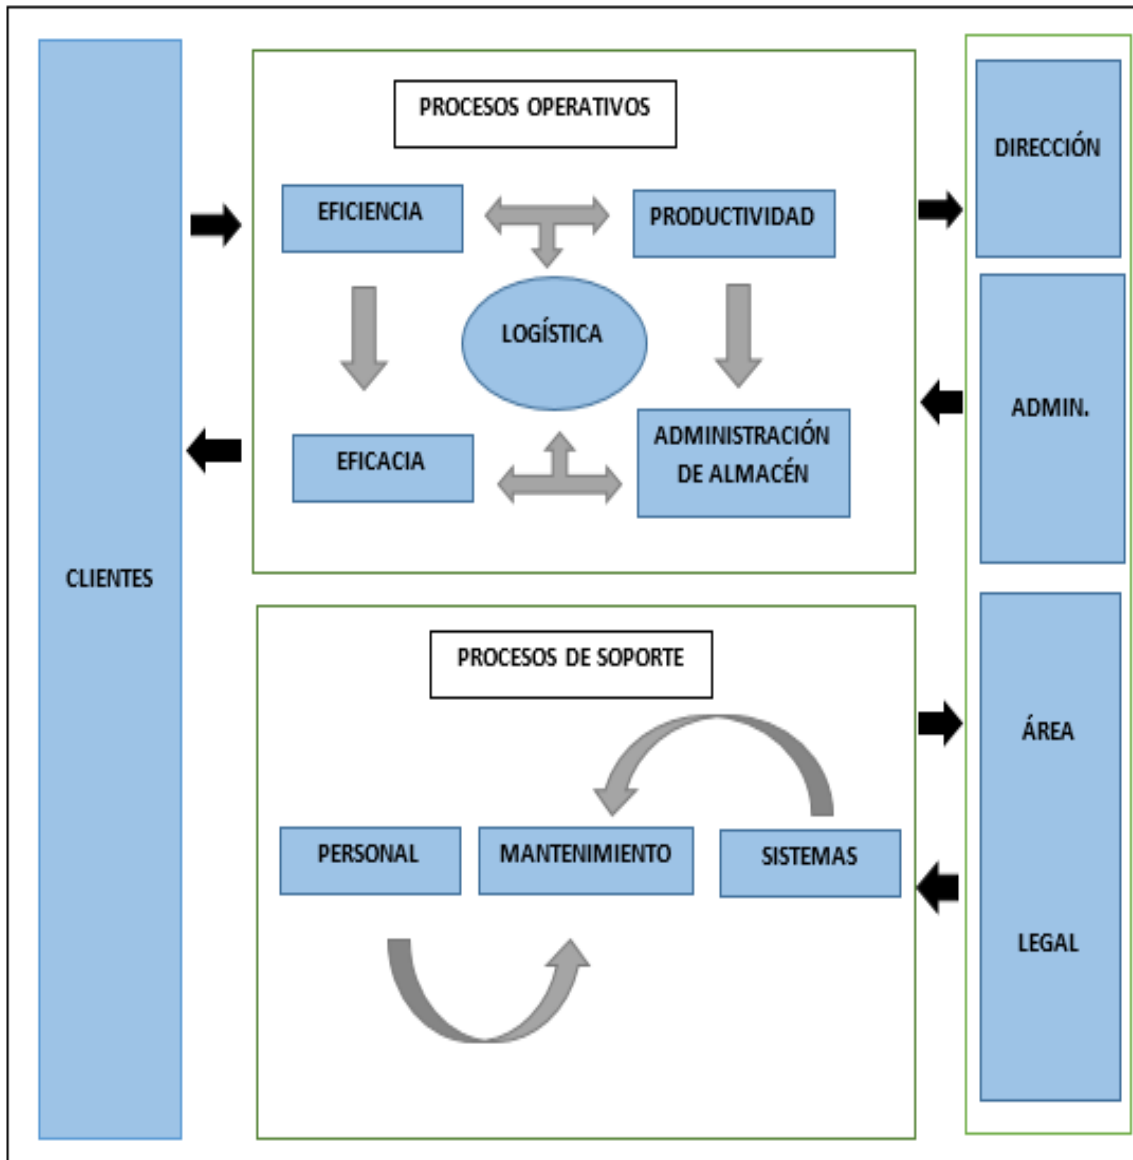 PROCESOS OPERATIVOS
DIRECCIÓN
EFICIENCIA
PRODUCTIVIDAD
LOGÍSTICA
ADMIN.
EFICACIA
ADMINISTRACIÓN
DE ALMACÉN
CLIENTES
PROCESOS DE SOPORTE
ÁREA
PERSONAL
MANTENIMIENTO
SISTEMAS
LEGAL